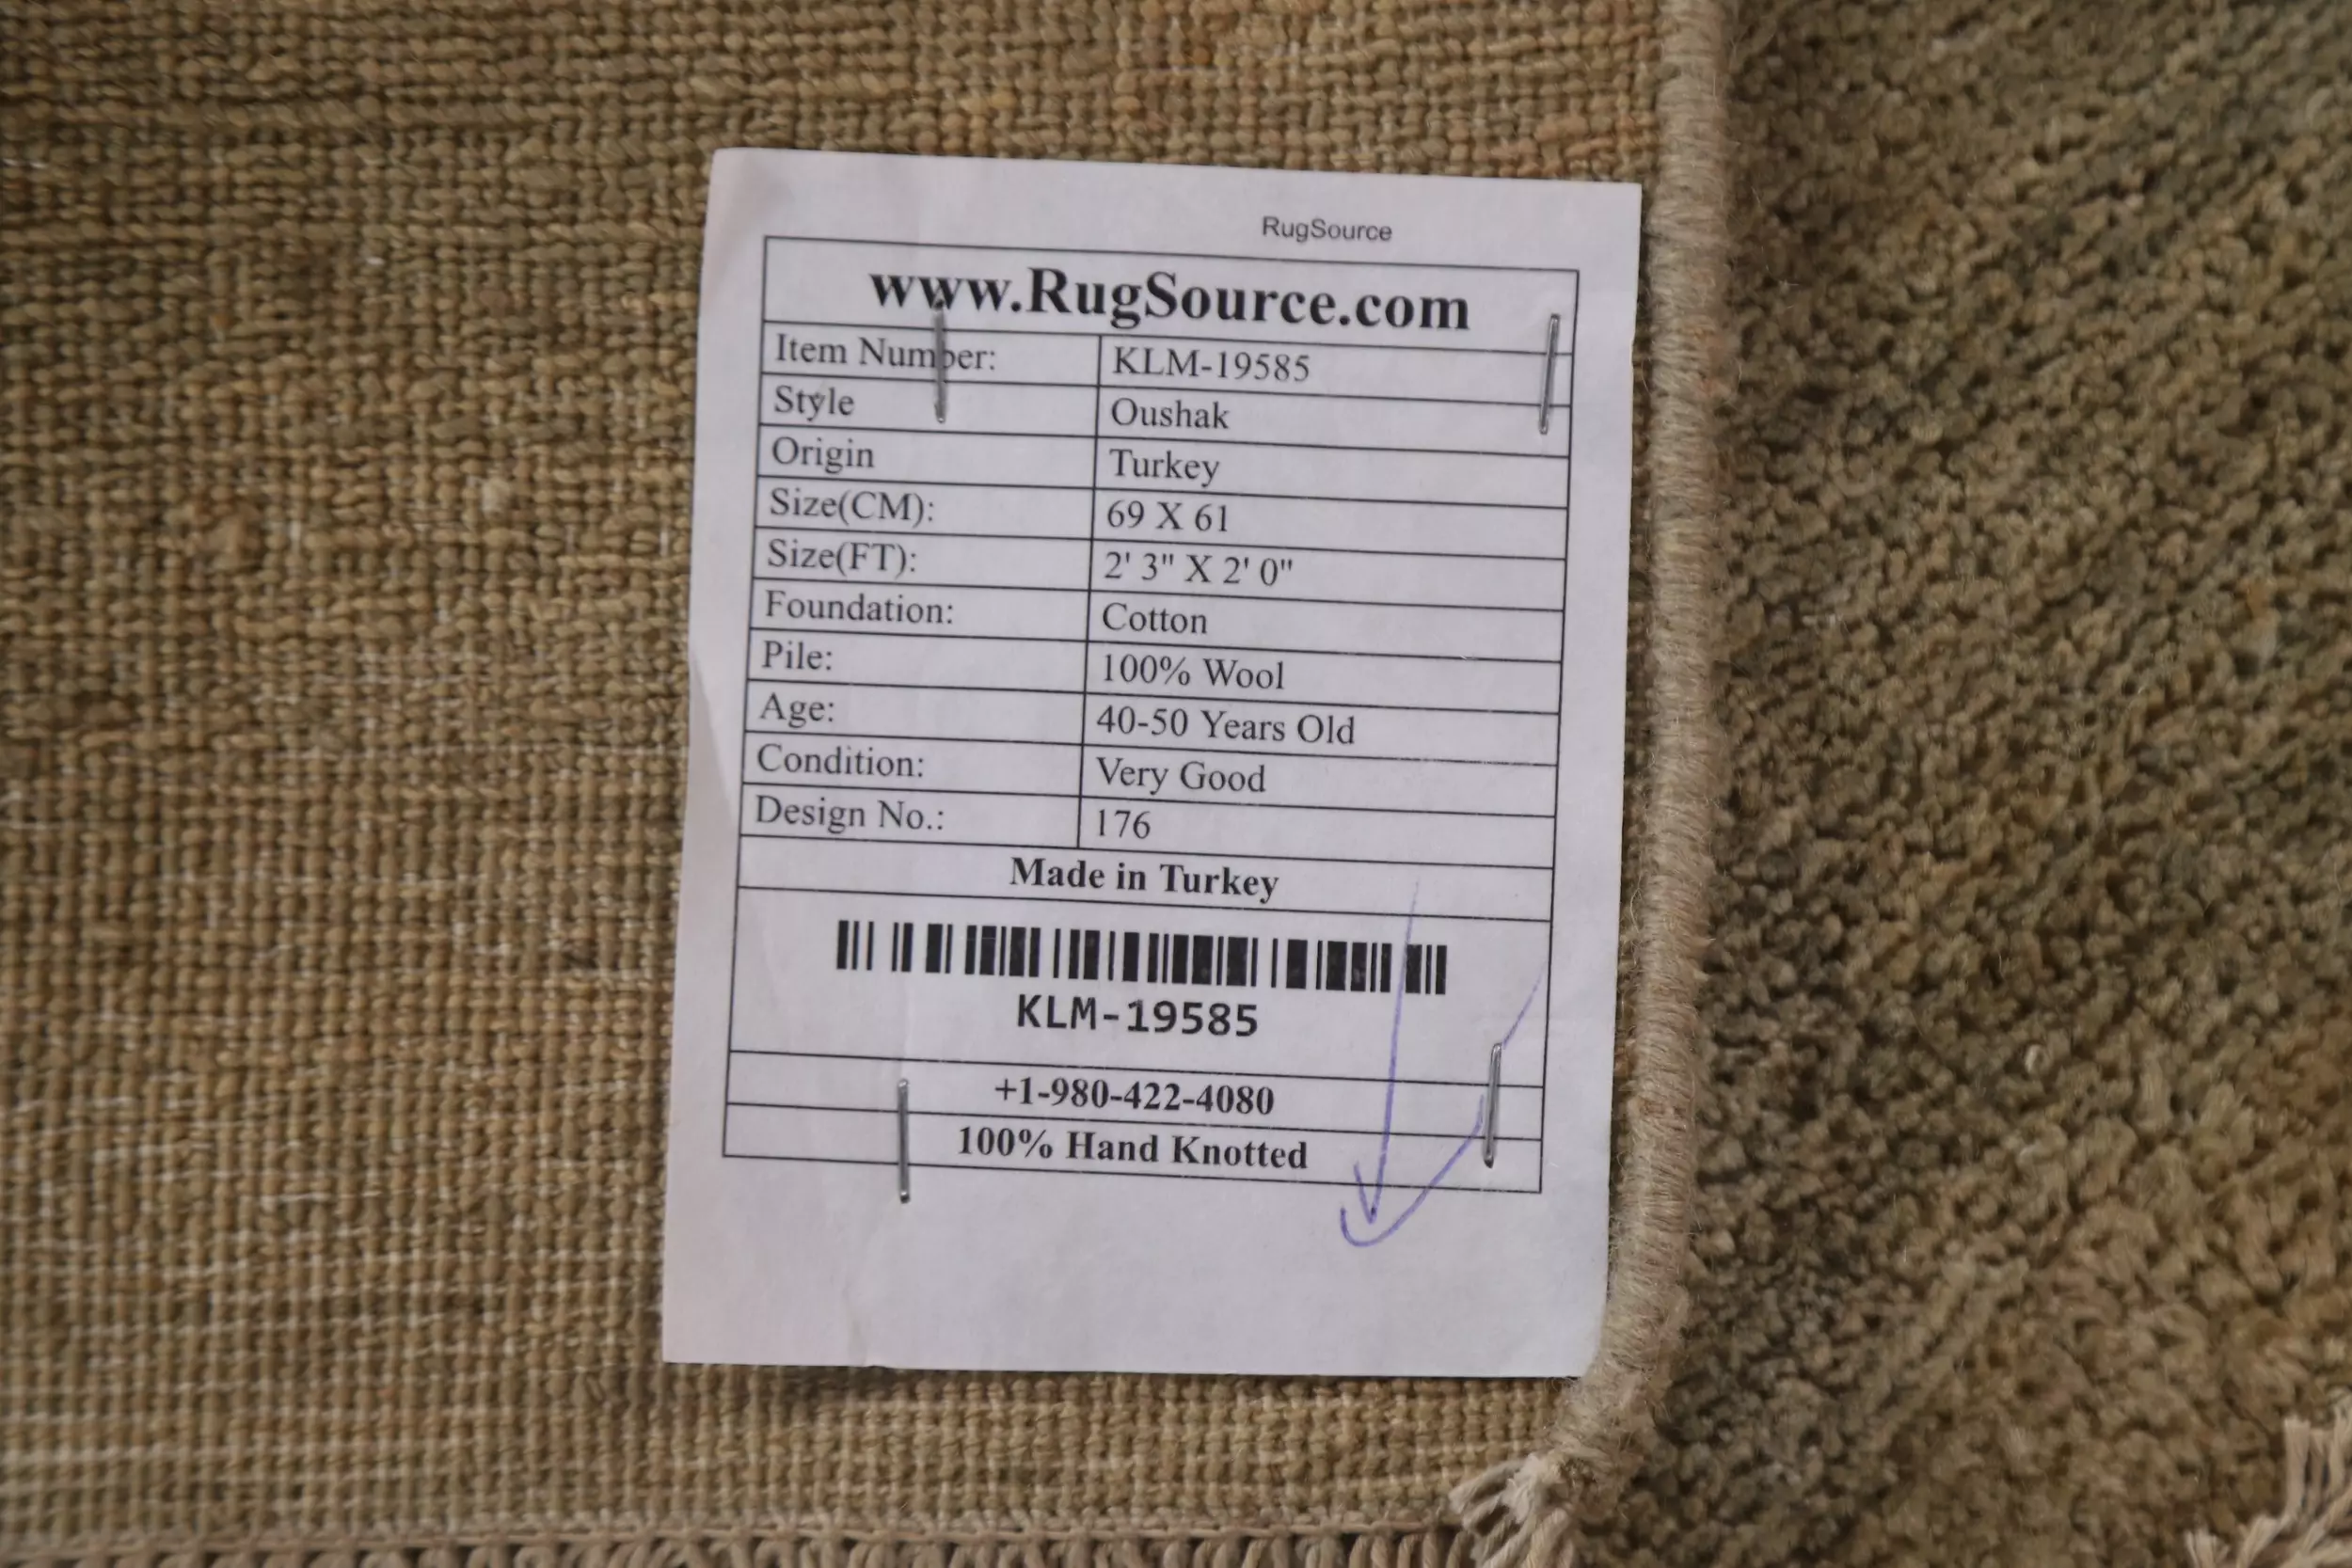 RugSource
www.RugSource.com
Item Number: KLM-19585
Style Oushak
Origin Turkey
Size(CM): 69 X 61
Size(FT): 2' 3" X 2' 0"
Foundation: Cotton
Pile: 100% Wool
Age: 40-50 Years Old
Condition: Very Good
Design No.: 176
Made in Turkey
KLM-19585
+1-980-422-4080
100% Hand Knotted